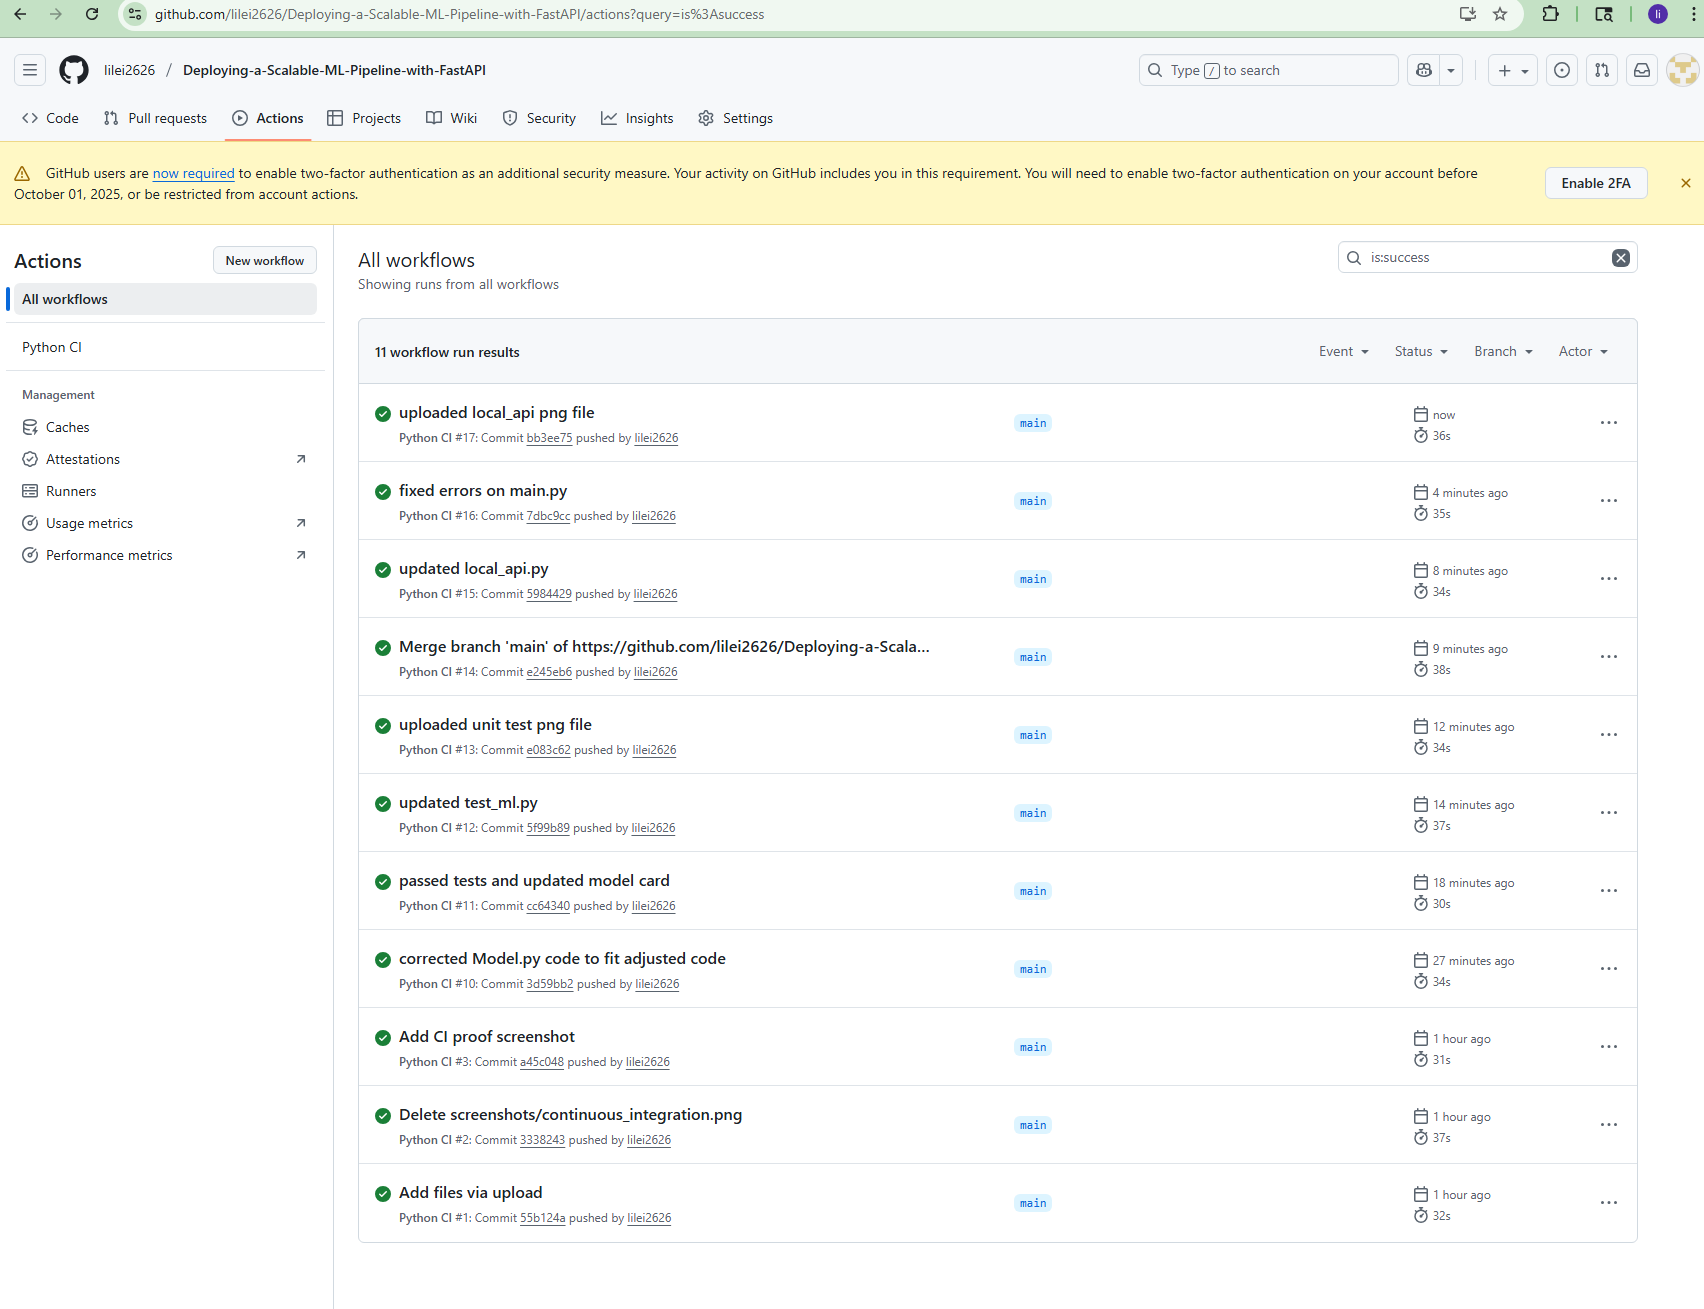 github.com/lilei2626/Deploying-a-Scalable-ML-Pipeline-with-FastAPI/actions?query=is%3Asuccess
li
lilei2626 / Deploying-a-Scalable-ML-Pipeline-with-FastAPI
Type / to search
Code
Pull requests
Actions
Projects
Wiki
Security
Insights
Settings
GitHub users are now required to enable two-factor authentication as an additional security measure. Your activity on GitHub includes you in this requirement. You will need to enable two-factor authentication on your account before
October 01, 2025, or be restricted from account actions.
Enable 2FA
Actions
New workflow
All workflows
Python CI
Management
Caches
Attestations
Runners
Usage metrics
Performance metrics
All workflows
Showing runs from all workflows
is:success
11 workflow run results
Event
Status
Branch
Actor
uploaded local_api png file
Python CI #17: Commit bb3ee75 pushed by lilei2626
main
now
36s
fixed errors on main.py
Python CI #16: Commit 7dbc9cc pushed by lilei2626
main
4 minutes ago
35s
updated local_api.py
Python CI #15: Commit 5984429 pushed by lilei2626
main
8 minutes ago
34s
Merge branch 'main' of https://github.com/lilei2626/Deploying-a-Scala...
Python CI #14: Commit e245eb6 pushed by lilei2626
main
9 minutes ago
38s
uploaded unit test png file
Python CI #13: Commit e083c62 pushed by lilei2626
main
12 minutes ago
34s
updated test_ml.py
Python CI #12: Commit 5f99b89 pushed by lilei2626
main
14 minutes ago
37s
passed tests and updated model card
Python CI #11: Commit cc64340 pushed by lilei2626
main
18 minutes ago
30s
corrected Model.py code to fit adjusted code
Python CI #10: Commit 3d59bb2 pushed by lilei2626
main
27 minutes ago
34s
Add CI proof screenshot
Python CI #3: Commit a45c048 pushed by lilei2626
main
1 hour ago
31s
Delete screenshots/continuous_integration.png
Python CI #2: Commit 3338243 pushed by lilei2626
main
1 hour ago
37s
Add files via upload
Python CI #1: Commit 55b124a pushed by lilei2626
main
1 hour ago
32s